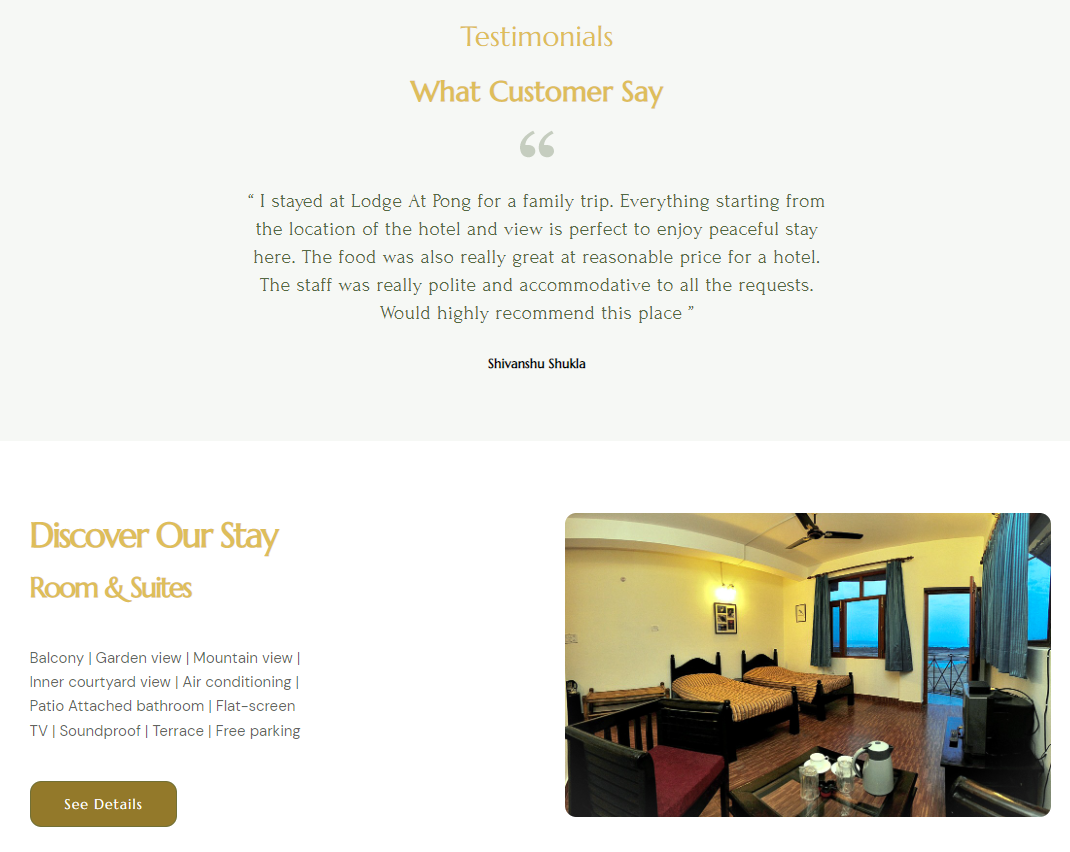 Testimonials
What Customer Say
“
“ I stayed at Lodge At Pong for a family trip. Everything starting from
the location of the hotel and view is perfect to enjoy peaceful stay
here. The food was also really great at reasonable price for a hotel.
The staff was really polite and accommodative to all the requests.
Would highly recommend this place ”
Shivanshu Shukla
Discover Our Stay
Room & Suites
Balcony | Garden view | Mountain view |
Inner courtyard view | Air conditioning |
Patio Attached bathroom | Flat-screen
TV | Soundproof | Terrace | Free parking
See Details